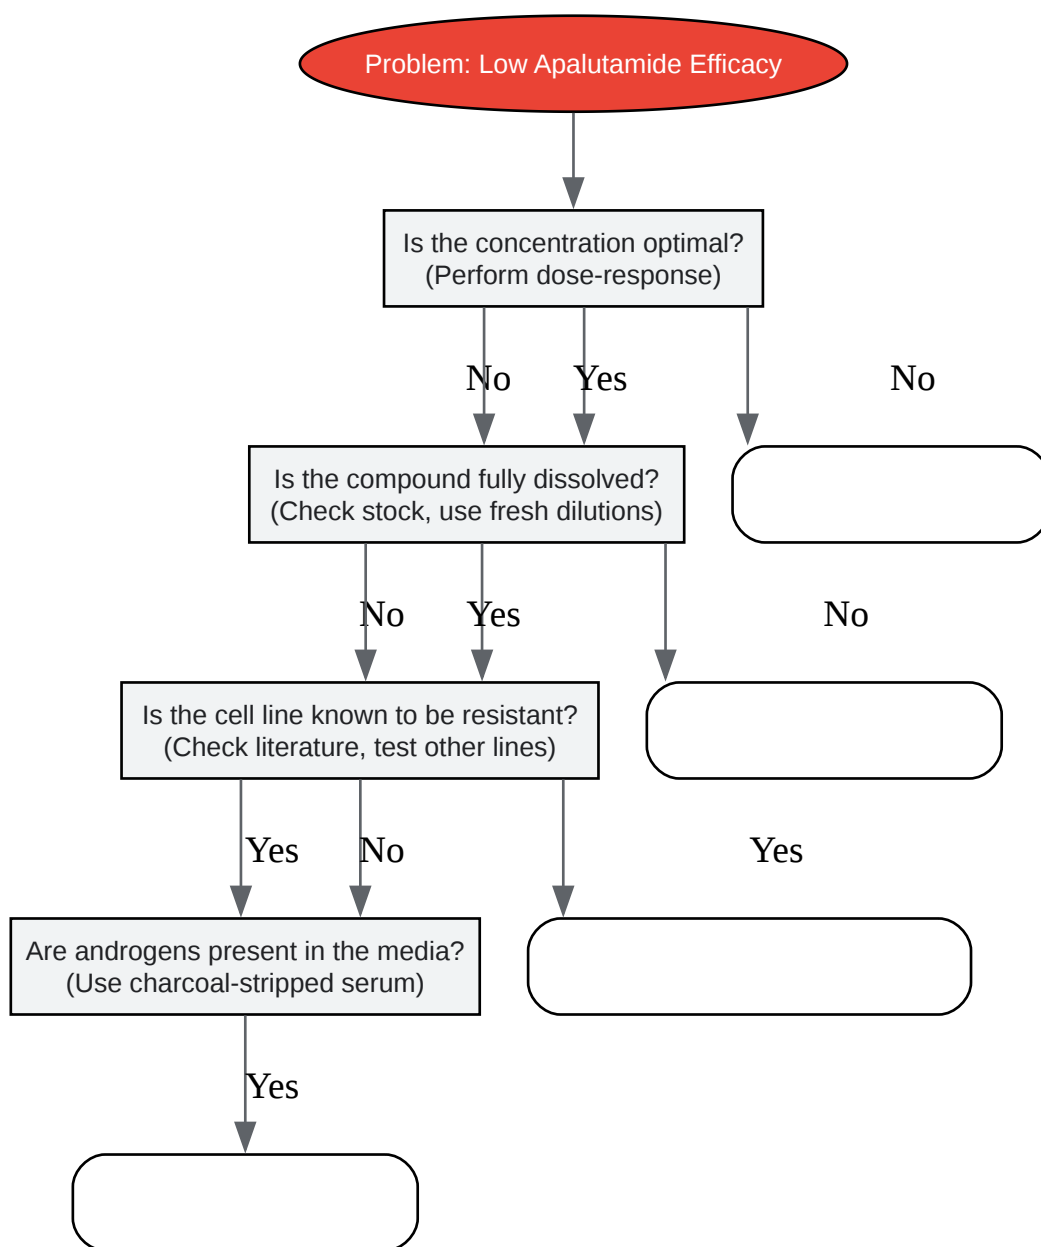 Problem: Low Apalutamide Efficacy
Is the concentration optimal?
(Perform dose-response)
No
Yes
No
Is the compound fully dissolved?
(Check stock, use fresh dilutions)
No
Yes
No
Is the cell line known to be resistant?
(Check literature, test other lines)
Yes
No
Yes
Are androgens present in the media?
(Use charcoal-stripped serum)
Yes